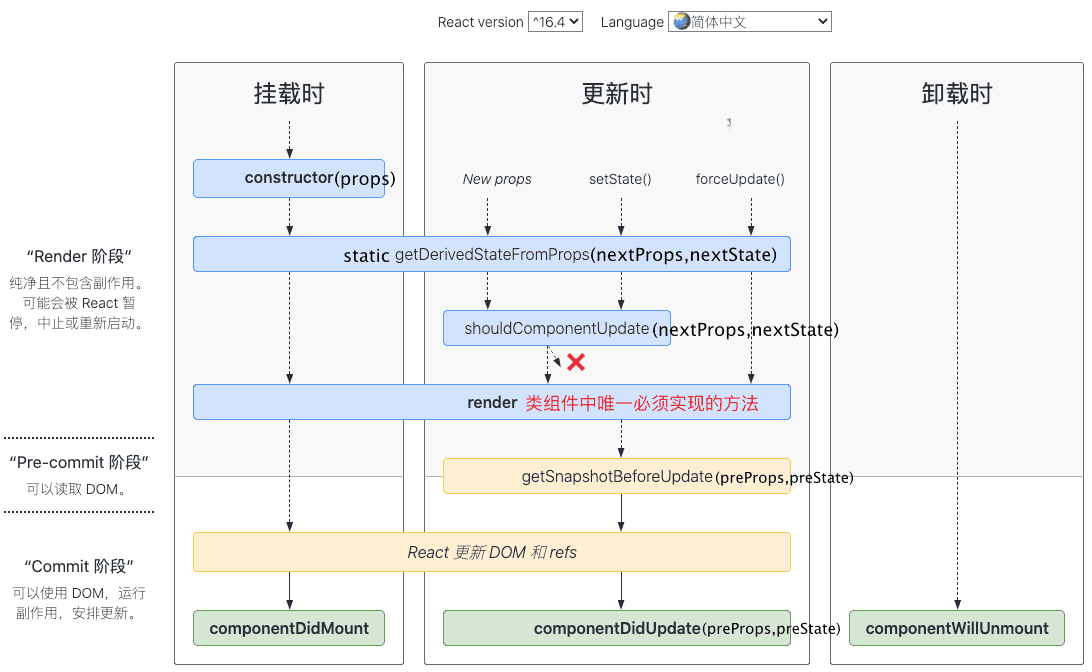 React version ^16.4 Language 简体中文
挂载时
更新时
卸载时
constructor(props)
New props
setState()
forceUpdate()
“Render 阶段”
纯净且不包含副作用。
可能会被 React 暂
停，中止或重新启动。
static getDerivedStateFromProps(nextProps,nextState)
shouldComponentUpdate(nextProps,nextState)
render 类组件中唯一必须实现的方法
“Pre-commit 阶段”
可以读取 DOM。
getSnapshotBeforeUpdate(preProps,preState)
React 更新 DOM 和 refs
“Commit 阶段”
可以使用 DOM，运行
副作用，安排更新。
componentDidMount
componentDidUpdate(preProps,preState)
componentWillUnmount